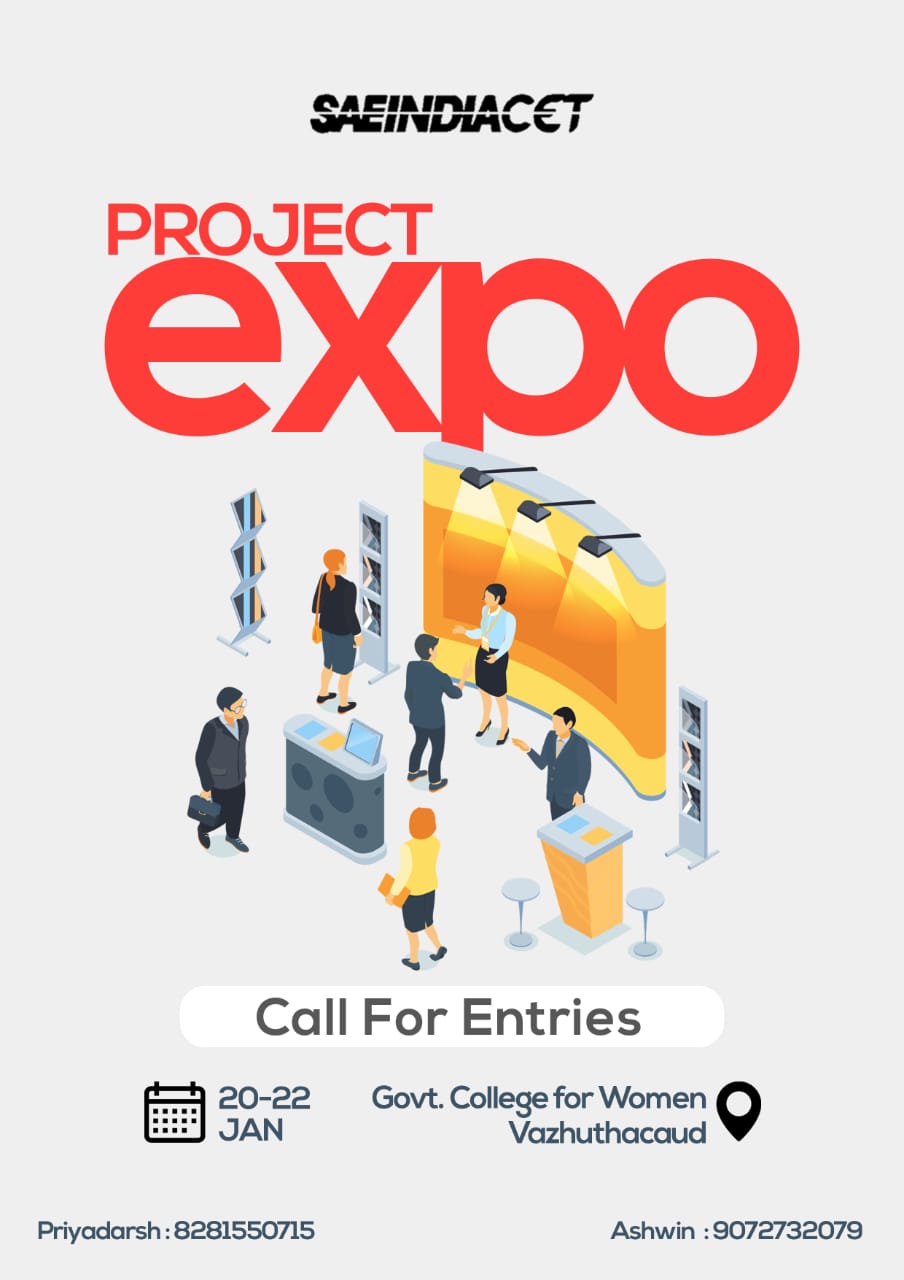 SAEINDIACET
PROJECT
expo
Call For Entries
20-22
JAN
Govt. College for Women
Vazhuthacaud
Priyadarsh : 8281550715
Ashwin : 9072732079